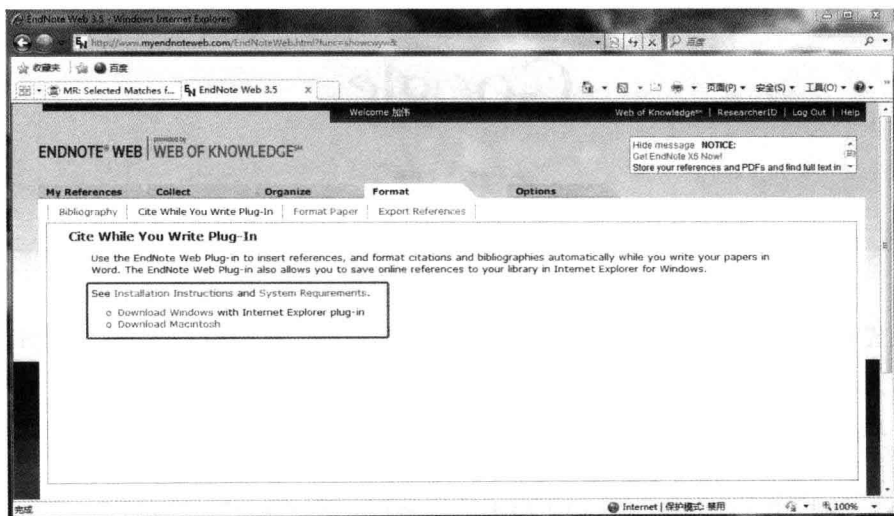 EndNote Web 3.5 - Windows Internet Explorer
http://www.myendnoteweb.com/EndNoteWeb.html?func=showcwyw&
百度
收藏夹 百度
MR: Selected Matches f... EndNote Web 3.5 X
页面(P) 安全(S) 工具(O)
Welcome 加伟
Web of Knowledge℠ | ResearcherID | Log Out | Help
ENDNOTE® WEB provided by WEB OF KNOWLEDGE℠
Hide message NOTICE:
Get EndNote X5 Now!
Store your references and PDFs and find full text in
My References Collect Organize Format Options
Bibliography Cite While You Write Plug-In Format Paper Export References
Cite While You Write Plug-In
Use the EndNote Web Plug-in to insert references, and format citations and bibliographies automatically while you write your papers in
Word. The EndNote Web Plug-in also allows you to save online references to your library in Internet Explorer for Windows.
See Installation Instructions and System Requirements.
Download Windows with Internet Explorer plug-in
Download Macintosh
完成
Internet | 保护模式: 禁用
100%